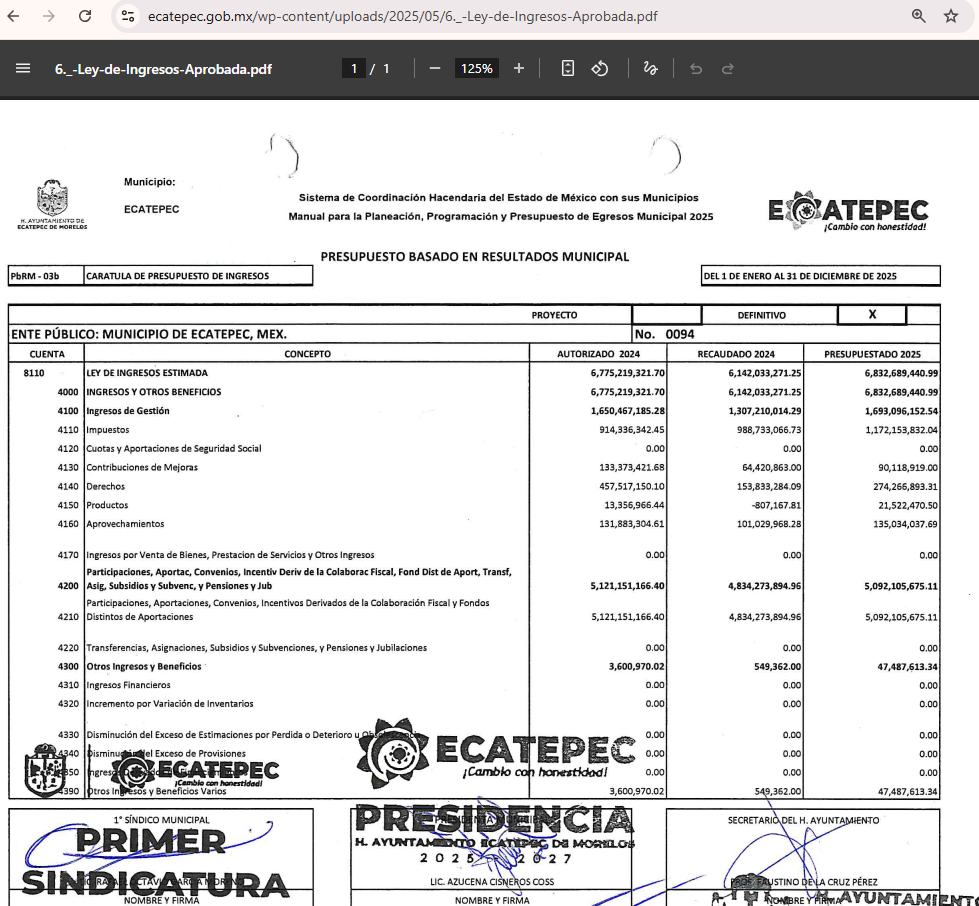 ecatepec.gob.mx/wp-content/uploads/2025/05/6._-Ley-de-Ingresos-Aprobada.pdf
6._-Ley-de-Ingresos-Aprobada.pdf 1 / 1 125%
Municipio:
ECATEPEC
H. AYUNTAMIENTO DE
ECATEPEC DE MORELOS
Sistema de Coordinación Hacendaria del Estado de México con sus Municipios
Manual para la Planeación, Programación y Presupuesto de Egresos Municipal 2025
ECATEPEC
¡Cambio con honestidad!
PRESUPUESTO BASADO EN RESULTADOS MUNICIPAL
PbRM - 03b CARATULA DE PRESUPUESTO DE INGRESOS DEL 1 DE ENERO AL 31 DE DICIEMBRE DE 2025
PROYECTO DEFINITIVO X
ENTE PÚBLICO: MUNICIPIO DE ECATEPEC, MEX. No. 0094
CUENTA CONCEPTO AUTORIZADO 2024 RECAUDADO 2024 PRESUPUESTADO 2025
8110 LEY DE INGRESOS ESTIMADA 6,775,219,321.70 6,142,033,271.25 6,832,689,440.99
4000 INGRESOS Y OTROS BENEFICIOS 6,775,219,321.70 6,142,033,271.25 6,832,689,440.99
4100 Ingresos de Gestión 1,650,467,185.28 1,307,210,014.29 1,693,096,152.54
4110 Impuestos 914,336,342.45 988,733,066.73 1,172,153,832.04
4120 Cuotas y Aportaciones de Seguridad Social 0.00 0.00 0.00
4130 Contribuciones de Mejoras 133,373,421.68 64,420,863.00 90,118,919.00
4140 Derechos 457,517,150.10 153,833,284.09 274,266,893.31
4150 Productos 13,356,966.44 -807,167.81 21,522,470.50
4160 Aprovechamientos 131,883,304.61 101,029,968.28 135,034,037.69
4170 Ingresos por Venta de Bienes, Prestacion de Servicios y Otros Ingresos 0.00 0.00 0.00
Participaciones, Aportac, Convenios, Incentiv Deriv de la Colaborac Fiscal, Fond Dist de Aport, Transf,
4200 Asig, Subsidios y Subvenc, y Pensiones y Jub 5,121,151,166.40 4,834,273,894.96 5,092,105,675.11
Participaciones, Aportaciones, Convenios, Incentivos Derivados de la Colaboración Fiscal y Fondos
4210 Distintos de Aportaciones 5,121,151,166.40 4,834,273,894.96 5,092,105,675.11
4220 Transferencias, Asignaciones, Subsidios y Subvenciones, y Pensiones y Jubilaciones 0.00 0.00 0.00
4300 Otros Ingresos y Beneficios 3,600,970.02 549,362.00 47,487,613.34
4310 Ingresos Financieros 0.00 0.00 0.00
4320 Incremento por Variación de Inventarios 0.00 0.00 0.00
4330 Disminución del Exceso de Estimaciones por Perdida o Deterioro u 0.00 0.00 0.00
4340 Disminución del Exceso de Provisiones 0.00 0.00 0.00
0.00 0.00 0.00
4390 Otros Ingresos y Beneficios Varios 3,600,970.02 549,362.00 47,487,613.34
ECATEPEC
¡Cambio con honestidad!
ECATEPEC
¡Cambio con honestidad!
1° SÍNDICO MUNICIPAL
PRIMER
SINDICATURA
NOMBRE Y FIRMA
PRESIDENCIA
H. AYUNTAMIENTO ECATEPEC DE MORELOS
2025 2027
LIC. AZUCENA CISNEROS COSS
NOMBRE Y FIRMA
SECRETARIO DEL H. AYUNTAMIENTO
PROF. FAUSTINO DE LA CRUZ PÉREZ
NOMBRE Y FIRMA
H. AYUNTAMIENTO